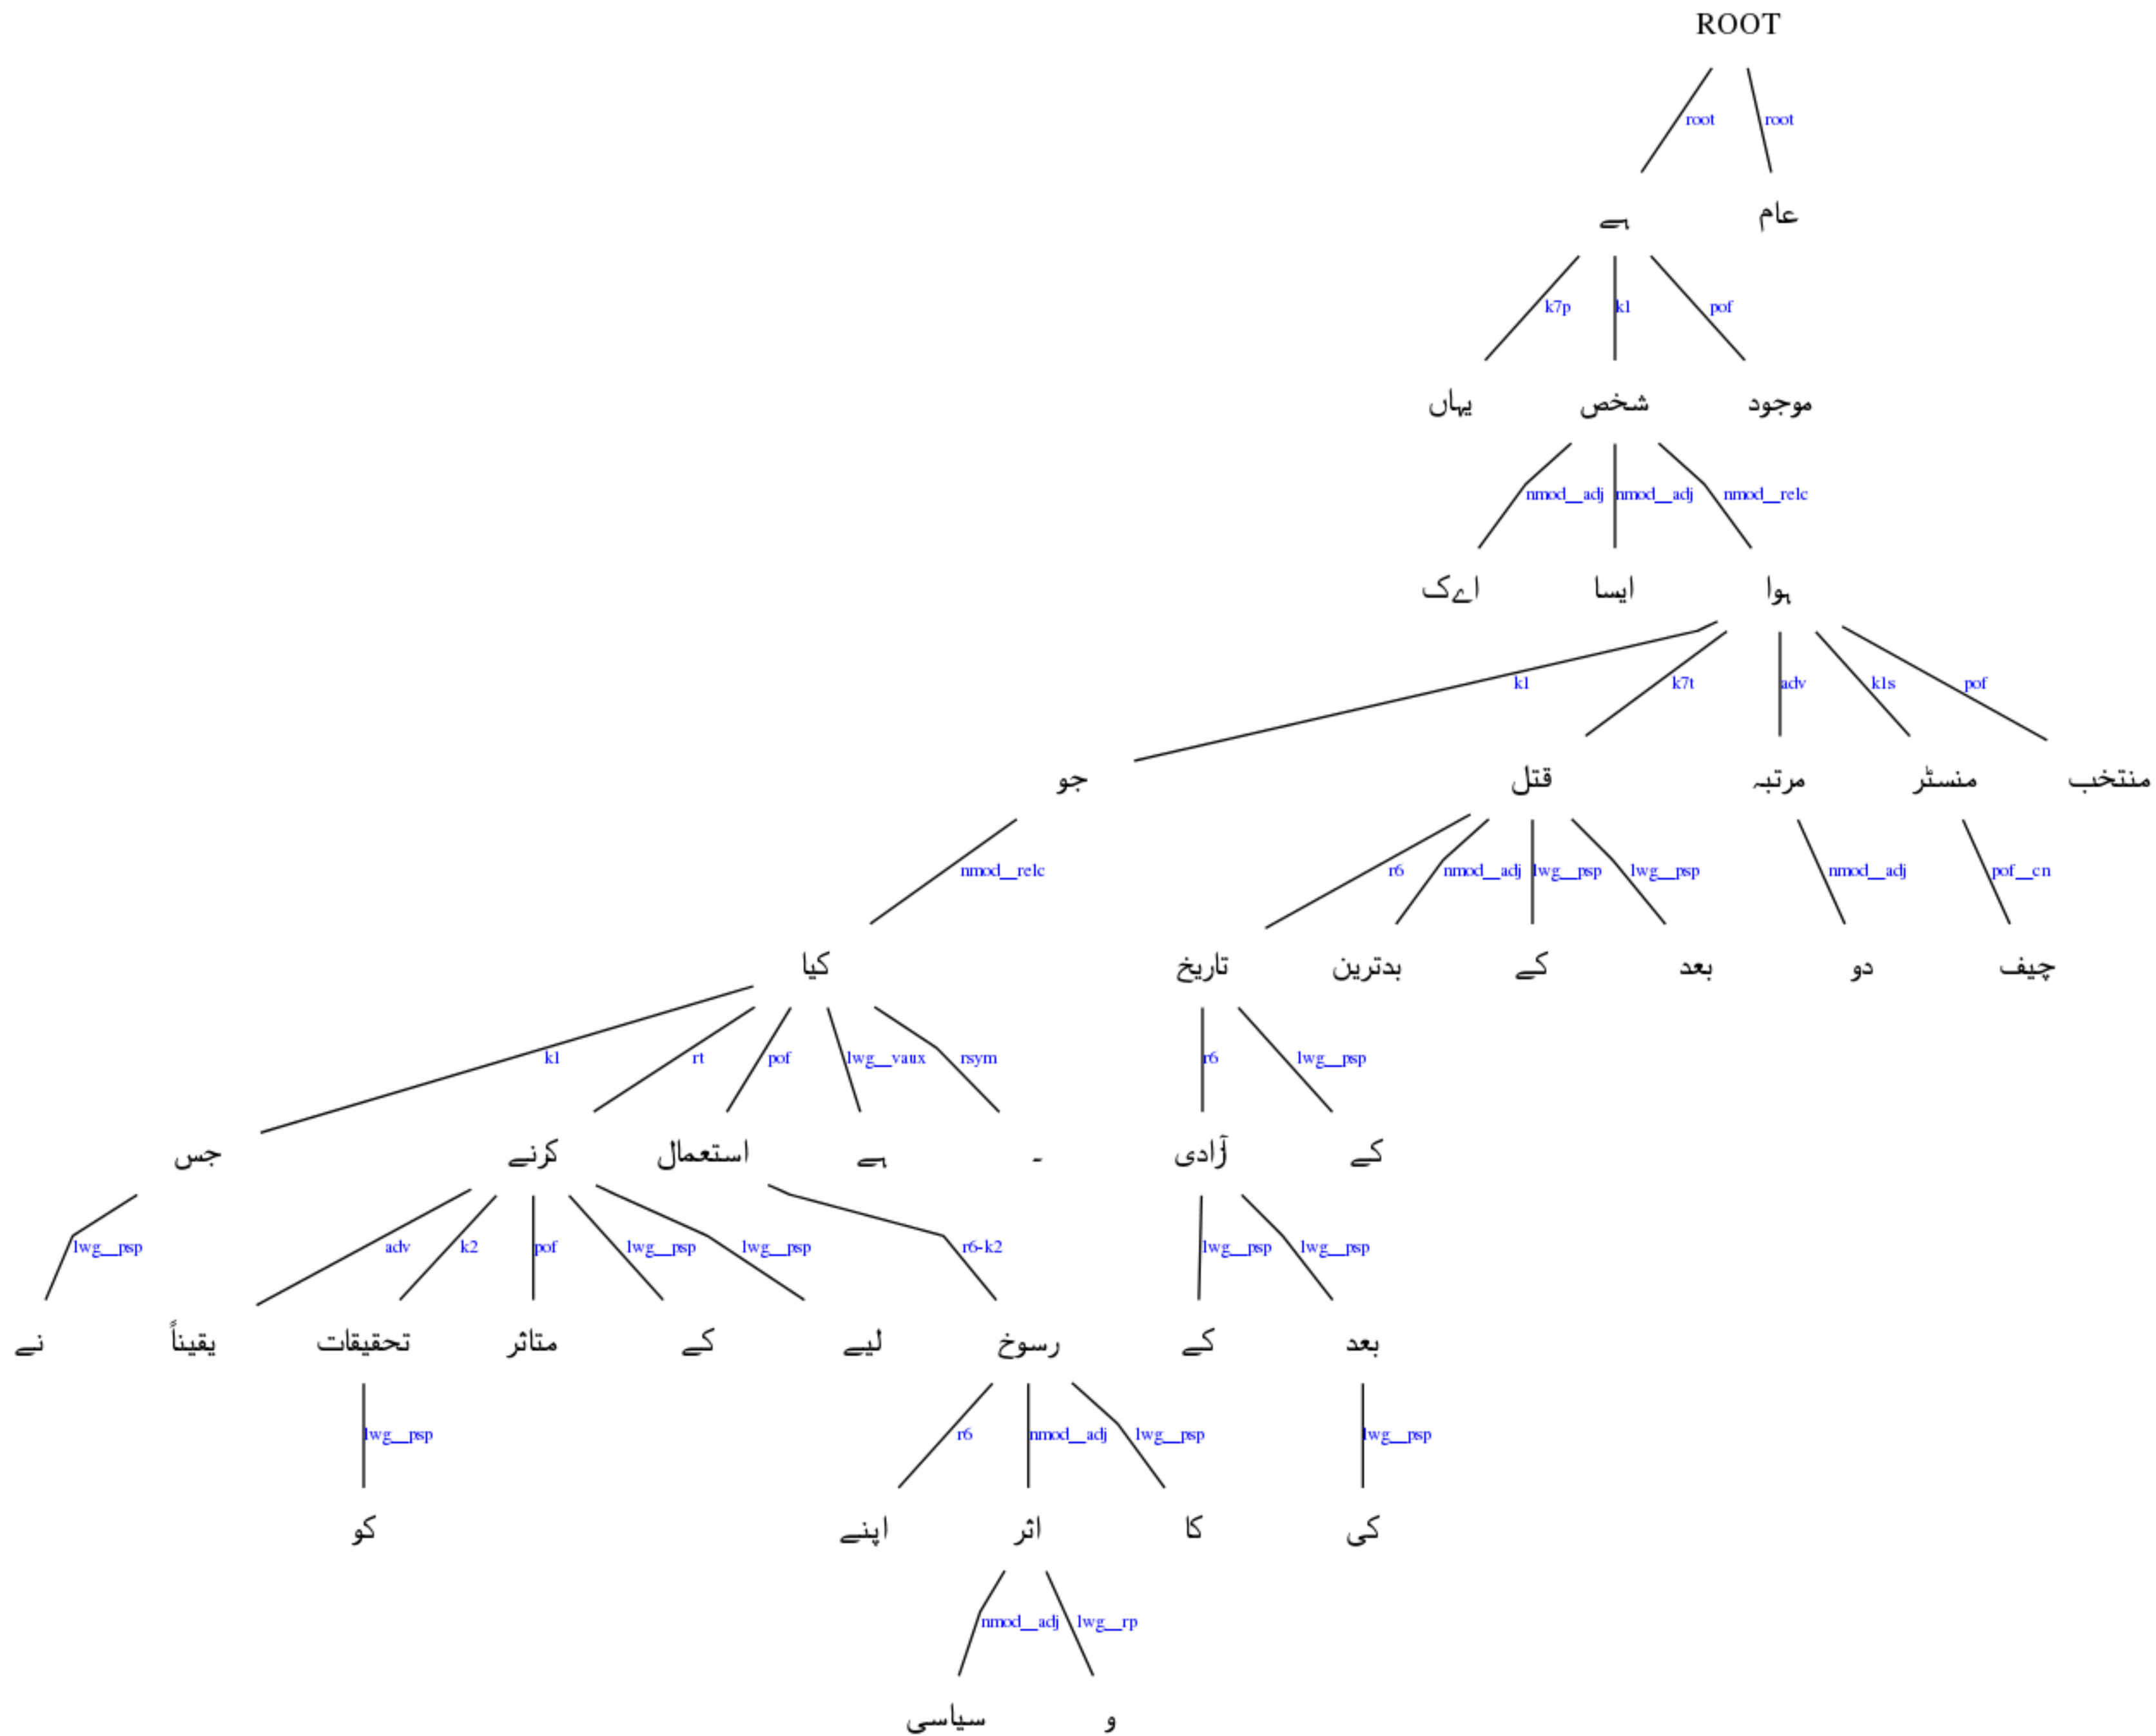 ROOT
root root
ہے عام
k7p k1 pof
یہاں شخص موجود
nmod__adj nmod__adj nmod__relc
اےک ایسا ہوا
k1 k7t adv k1s pof
جو قتل مرتبہ منسٹر منتخب
nmod__relc r6 nmod__adj lwg__psp lwg__psp nmod__adj pof__cn
کیا تاریخ بدترین کے بعد دو چیف
k1 rt pof lwg__vaux rsym r6 lwg__psp
جس کرنے استعمال ہے ۔ آزادی کے
lwg__psp adv k2 pof lwg__psp lwg__psp r6-k2 lwg__psp lwg__psp
نے یقیناً تحقیقات متاثر کے لیے رسوخ کے بعد
lwg__psp r6 nmod__adj lwg__psp lwg__psp
کو اپنے اثر کا کی
nmod__adj lwg__rp
سیاسی و